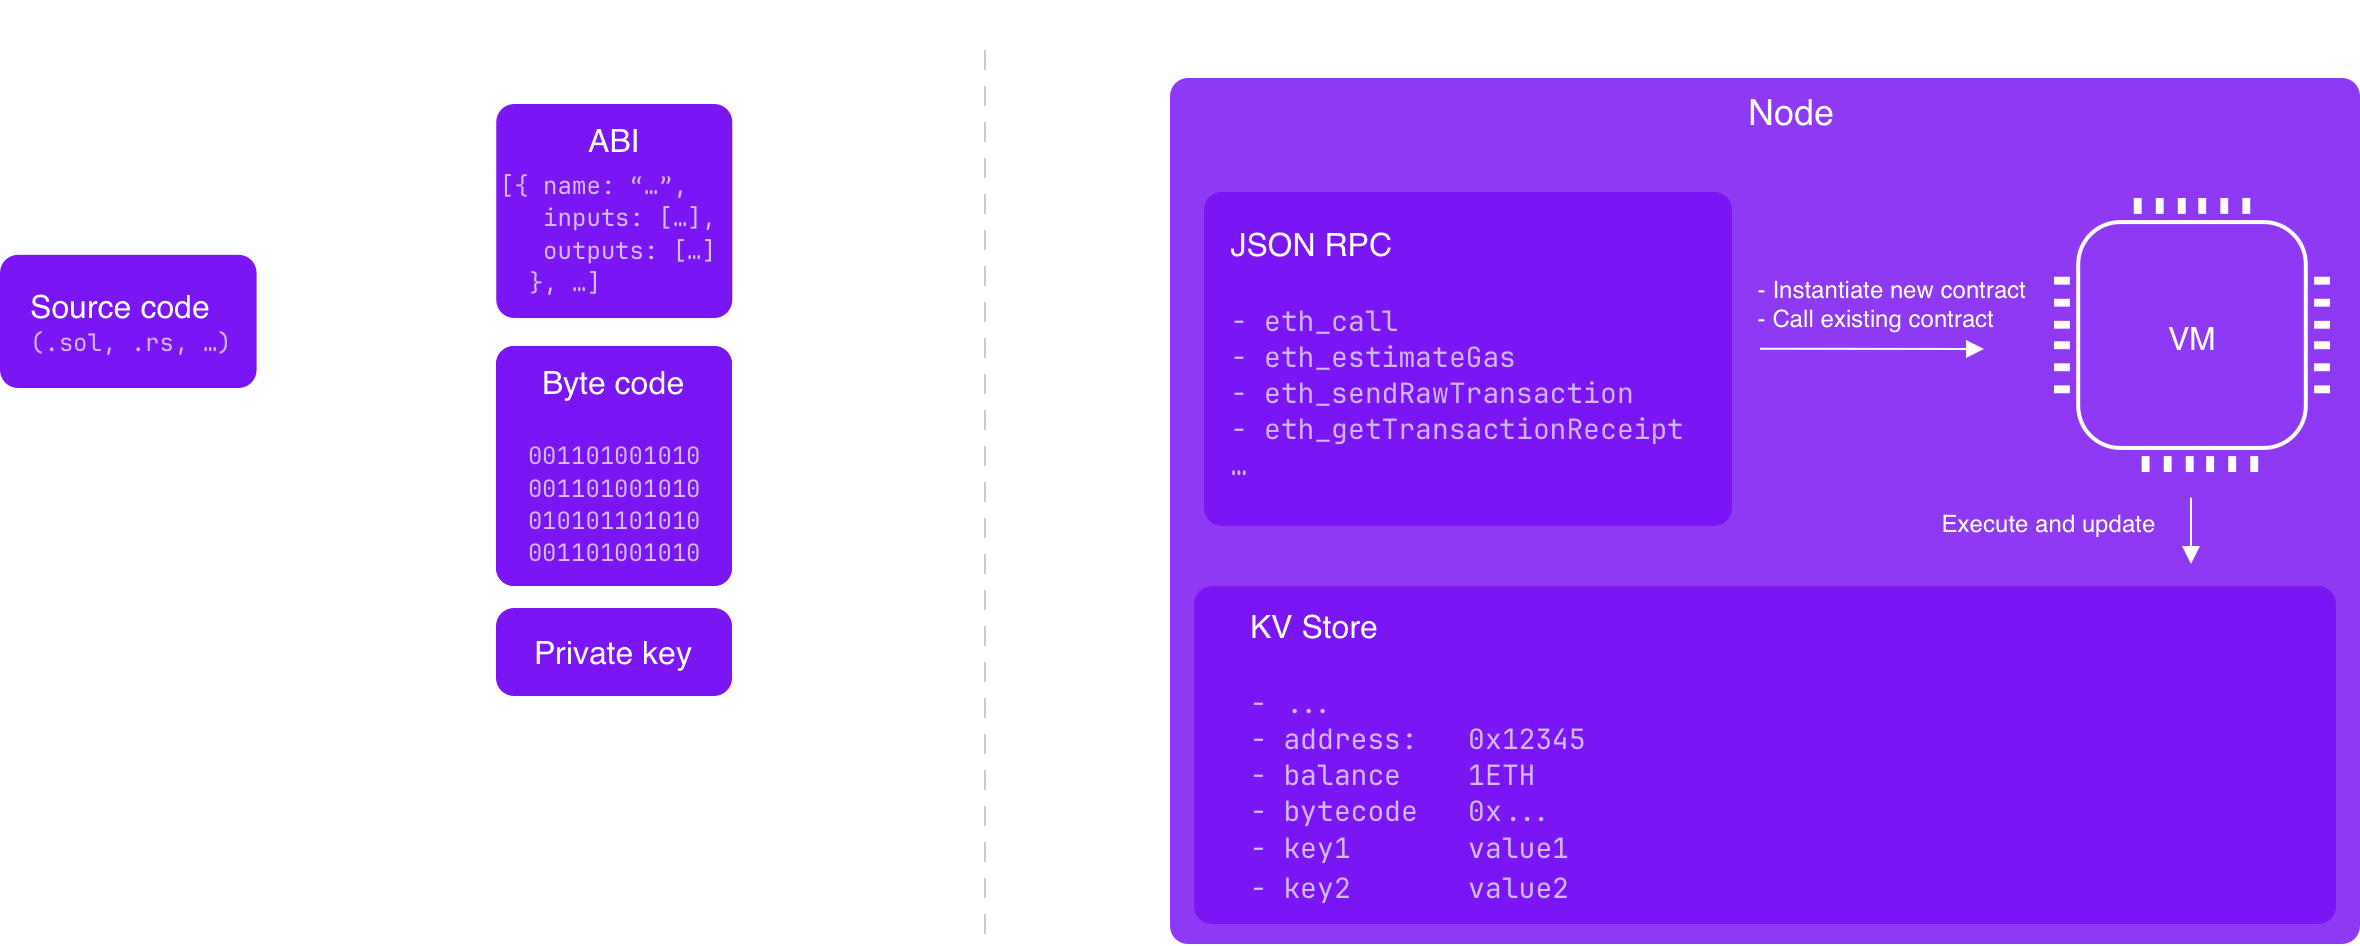 Source code
(.sol, .rs, …)
ABI
[{ name: “…”,
inputs: […],
outputs: […]
}, …]
Byte code
001101001010
001101001010
010101101010
001101001010
Private key
Node
JSON RPC
- eth_call
- eth_estimateGas
- eth_sendRawTransaction
- eth_getTransactionReceipt
…
- Instantiate new contract
- Call existing contract
VM
Execute and update
KV Store
- ...
- address: 0x12345
- balance 1ETH
- bytecode 0x...
- key1 value1
- key2 value2